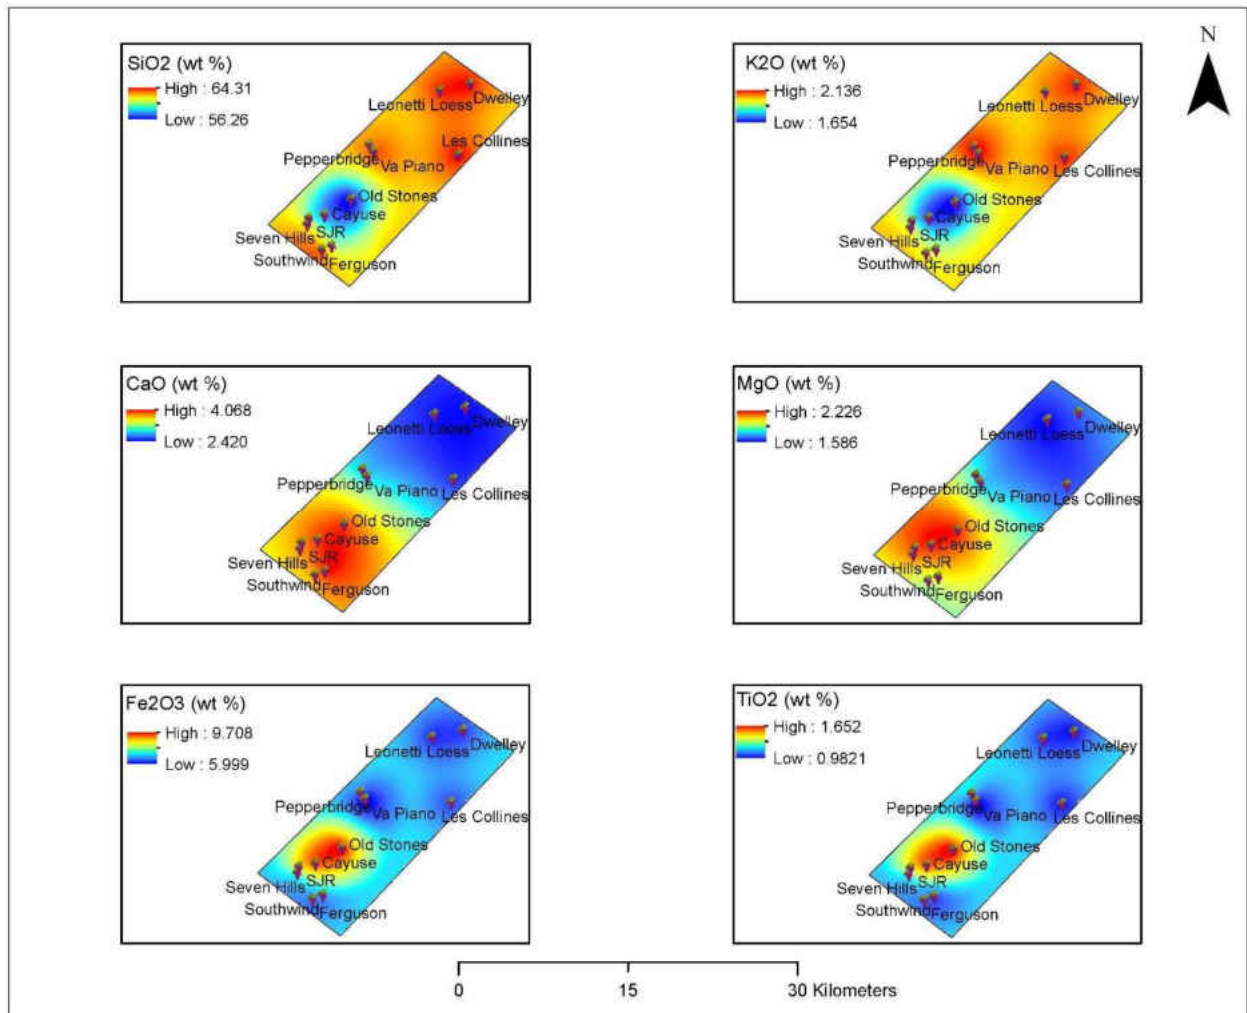 N
SiO2 (wt %)
High : 64.31
Low : 56.26
Leonetti Loess
Dwelley
Les Collines
Pepperbridge
Va Piano
Old Stones
Cayuse
Seven Hills
SJR
Southwind
Ferguson
K2O (wt %)
High : 2.136
Low : 1.654
Leonetti Loess
Dwelley
Pepperbridge
Va Piano
Les Collines
Old Stones
Cayuse
Seven Hills
SJR
Southwind
Ferguson
CaO (wt %)
High : 4.068
Low : 2.420
Leonetti Loess
Dwelley
Pepperbridge
Va Piano
Les Collines
Old Stones
Cayuse
Seven Hills
SJR
Southwind
Ferguson
MgO (wt %)
High : 2.226
Low : 1.586
Leonetti Loess
Dwelley
Pepperbridge
Va Piano
Les Collines
Old Stones
Cayuse
Seven Hills
SJR
Southwind
Ferguson
Fe2O3 (wt %)
High : 9.708
Low : 5.999
Leonetti Loess
Dwelley
Pepperbridge
Va Piano
Les Collines
Old Stones
Cayuse
Seven Hills
SJR
Southwind
Ferguson
TiO2 (wt %)
High : 1.652
Low : 0.9821
Leonetti Loess
Dwelley
Pepperbridge
Va Piano
Les Collines
Old Stones
Cayuse
Seven Hills
SJR
Southwind
Ferguson
0 15 30 Kilometers